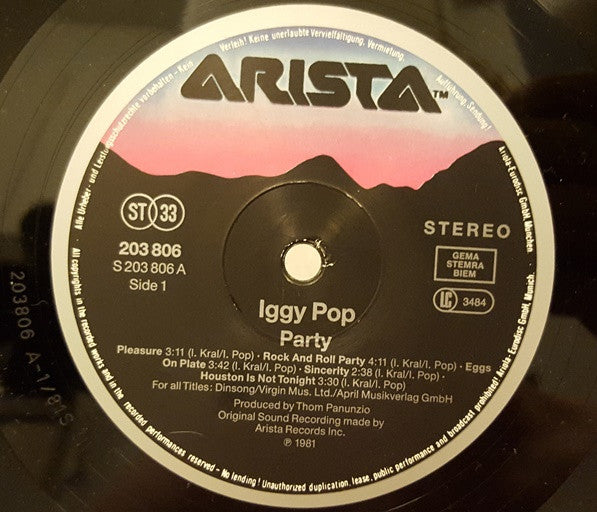 Alle Urheber- und Leistungsschutzrechte vorbehalten - Kein Verleih! Keine unerlaubte Vervielfältigung, Vermietung, Aufführung, Sendung!
Ariola-Eurodisc GmbH, München
ARISTA™
ST 33
203 806
S 203 806 A
Side 1
STEREO
GEMA
STEMRA
BIEM
LC 3484
Iggy Pop
Party
Pleasure 3:11 (I. Kral/I. Pop) · Rock And Roll Party 4:11 (I. Kral/I. Pop) · Eggs
On Plate 3:42 (I. Kral/I. Pop) · Sincerity 2:38 (I. Kral/I. Pop) ·
Houston Is Not Tonight 3:30 (I. Kral/I. Pop)
For all Titles: Dinsong/Virgin Mus. Ltd./April Musikverlag GmbH
Produced by Thom Panunzio
Original Sound Recording made by
Arista Records Inc.
℗ 1981
All copyrights in the recorded works and in the recorded performances reserved - No lending! Unauthorized duplication, lease, public performance and broadcast prohibited! Ariola-Eurodisc GmbH, Munich.
203806 A-1/81S